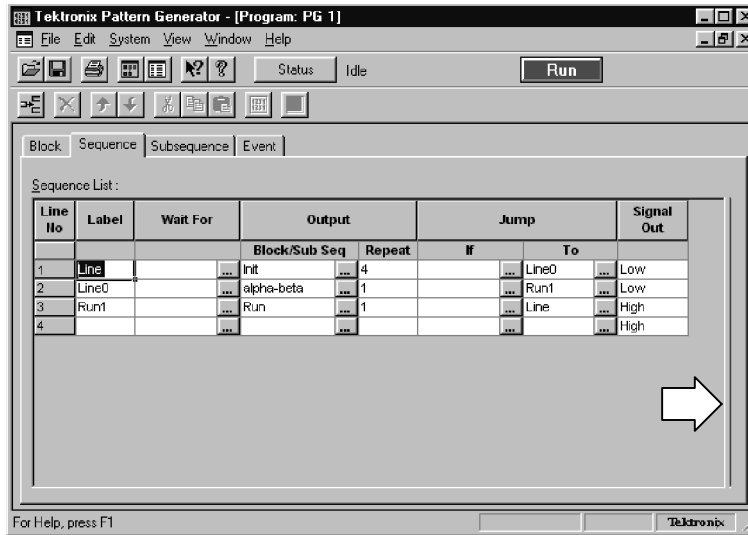 Tektronix Pattern Generator - [Program: PG 1]
File Edit System View Window Help
Status Idle Run
Block Sequence Subsequence Event
Sequence List :
Line No Label Wait For Output Jump Signal Out
Block/Sub Seq Repeat If To
1 Line ... Init ... 4 ... Line0 ... Low
2 Line0 ... alpha-beta ... 1 ... Run1 ... Low
3 Run1 ... Run ... 1 ... Line ... High
4 ... ... ... ... High
For Help, press F1 Tektronix